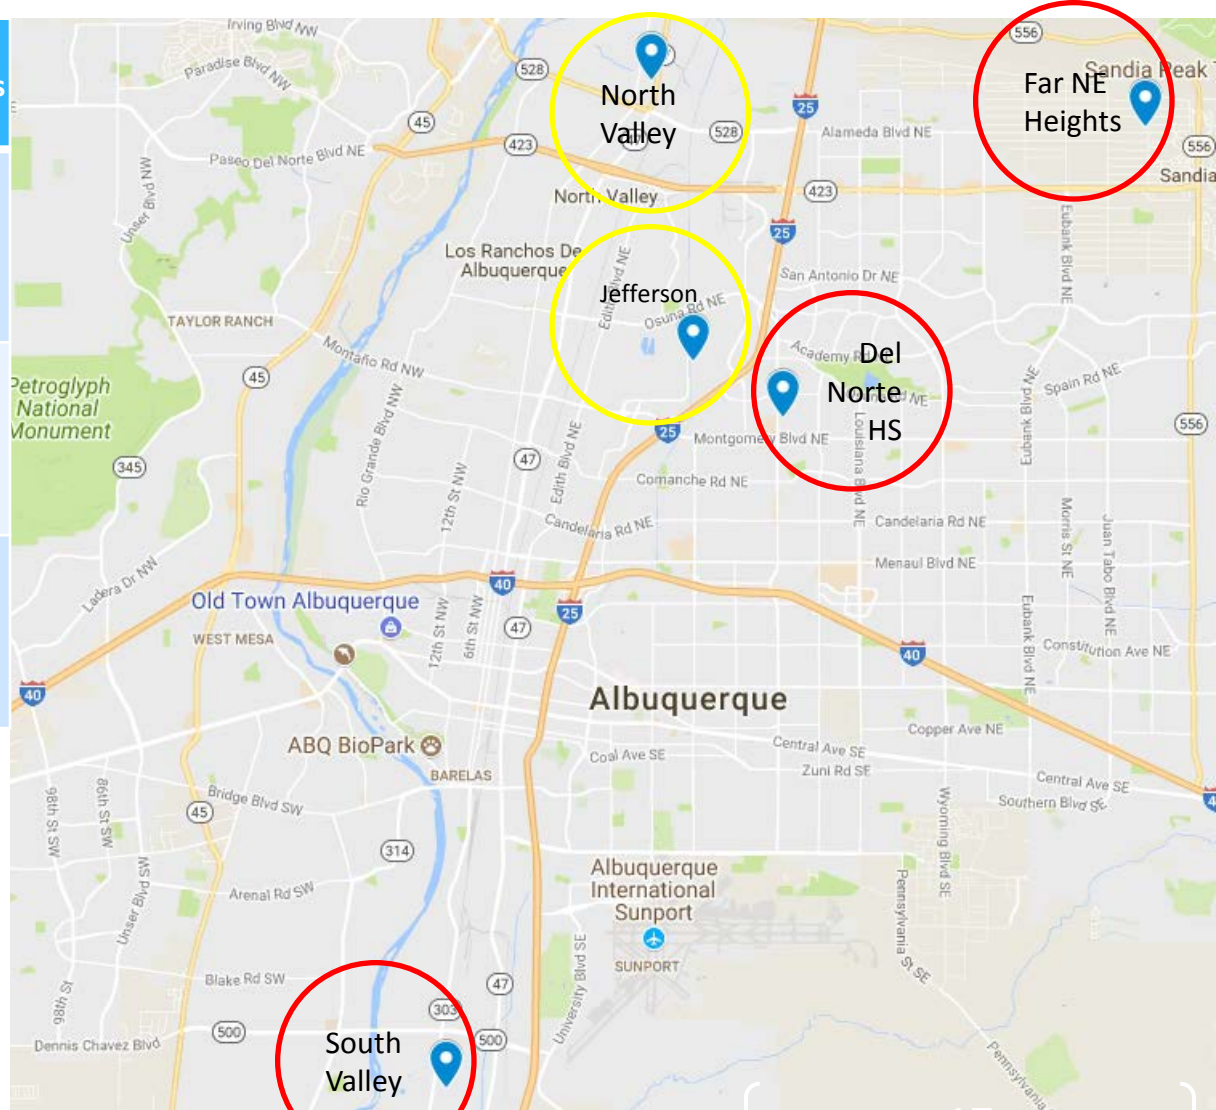 Irving Blvd NW
556
s
Paradise Blvd NW
528
North
Valley
47
25
Far NE
Heights
Sandia Peak T
E
45
423
47
528
Alameda Blvd NE
556
Paseo Del Norte Blvd NE
Unser Blvd NW
North Valley
423
Sandia
Los Ranchos De
Albuquerque
25
Eubank Blvd NE
Edith Blvd NE
San Antonio Dr NE
Jefferson
Osuna Rd NE
TAYLOR RANCH
Montaño Rd NW
Academy Rd NE
Del
Norte
HS
NE
Spain Rd NE
45
Petroglyph
National
Monument
Rio Grande Blvd NW
Louisiana Blvd NE
Eubank Blvd NE
25
Montgomery Blvd NE
556
345
47
Edith Blvd NE
Comanche Rd NE
12th St NW
Candelaria Rd NE
Candelaria Rd NE
Morris St NE
Juan Tabo Blvd NE
Menaul Blvd NE
Ladera Dr NW
40
Old Town Albuquerque
25
WEST MESA
12th St NW
6th St NW
47
Eubank Blvd NE
Constitution Ave NE
40
40
Albuquerque
Copper Ave NE
ABQ BioPark
Coal Ave SE
Central Ave SE
BARELAS
Zuni Rd SE
Central Ave SE
98th St SW
86th St SW
Bridge Blvd SW
Southern Blvd SE
4
45
Wyoming Blvd SE
314
Albuquerque
International
Sunport
Unser Blvd SW
Arenal Rd SW
Pennsylvania St SE
SUNPORT
Blake Rd SW
47
University Blvd SE
98th St
303
500
500
Dennis Chavez Blvd
South
Valley
Pennsylvania